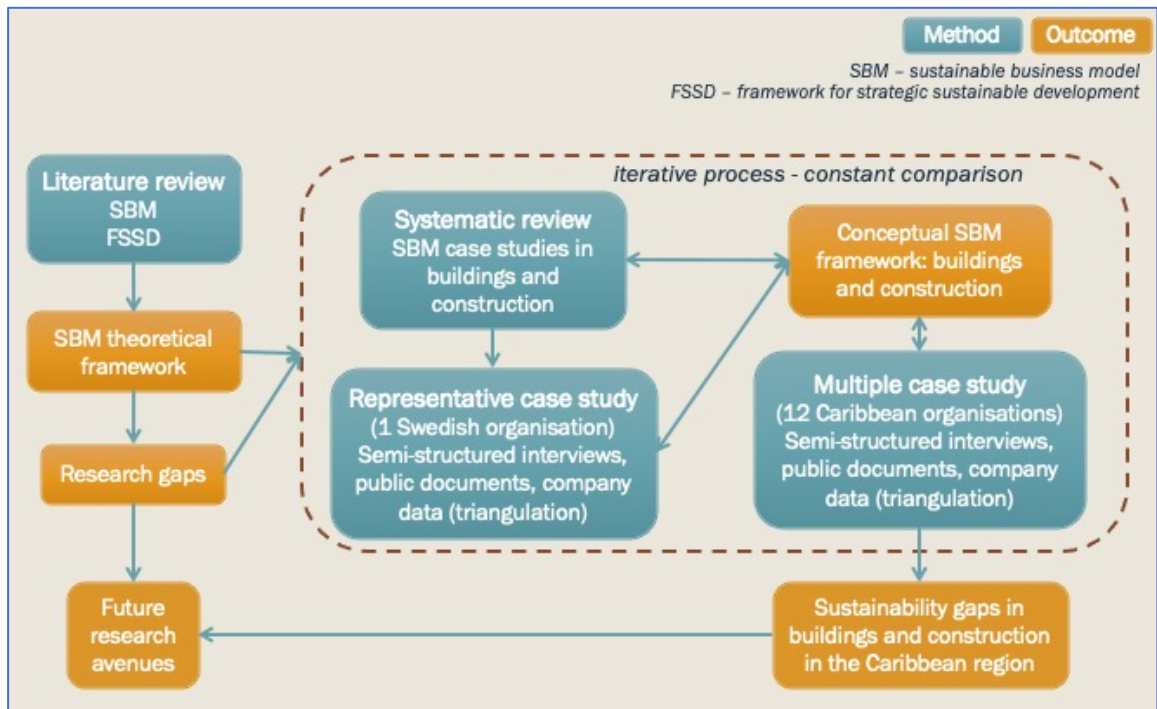 Method
Outcome
SBM – sustainable business model
FSSD – framework for strategic sustainable development
Literature review
SBM
FSSD
SBM theoretical
framework
Research gaps
Future
research
avenues
iterative process - constant comparison
Systematic review
SBM case studies in
buildings and
construction
Representative case study
(1 Swedish organisation)
Semi-structured interviews,
public documents, company
data (triangulation)
Conceptual SBM
framework: buildings
and construction
Multiple case study
(12 Caribbean organisations)
Semi-structured interviews,
public documents, company
data (triangulation)
Sustainability gaps in
buildings and construction
in the Caribbean region